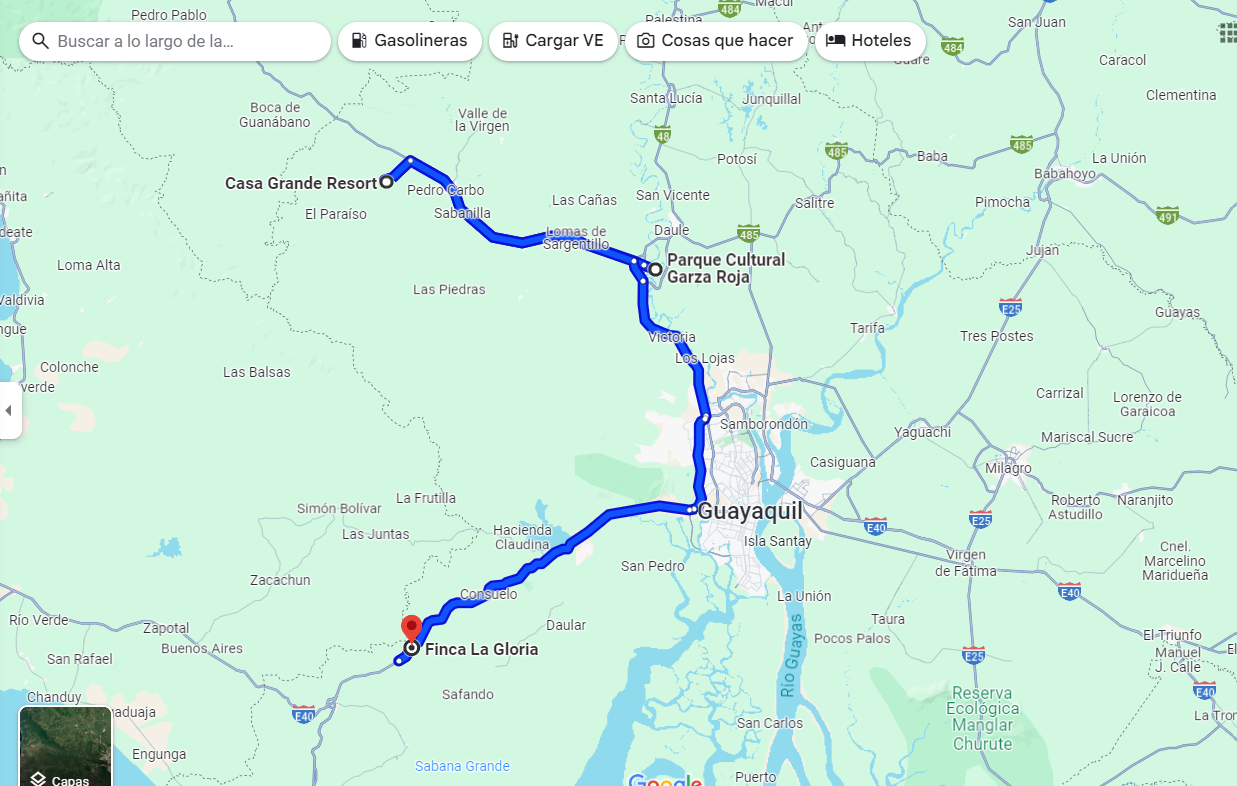 Pedro Pablo
Palestina
484
Macul
San Juan
Buscar a lo largo de la…
Gasolineras
Cargar VE
Cosas que hacer
Hoteles
484
Caracol
Boca de
Guanábano
Valle de
la Virgen
Santa Lucía
Junquillal
Clementina
48
485
485
Potosí
Baba
La Unión
Babahoyo
Casa Grande Resort
Pedro Carbo
El Paraíso
Sabanilla
Las Cañas
San Vicente
Salitre
Pimocha
491
Daule
485
Lomas de
Sargentillo
Jujan
Loma Alta
Parque Cultural
Garza Roja
Las Piedras
Valdivia
E25
Guayas
Tarifa
Tres Postes
Victoria
Los Lojas
Colonche
Las Balsas
verde
Carrizal
Lorenzo de
Garaicoa
Samborondón
Yaguachi
Mariscal Sucre
Casiguana
Milagro
La Frutilla
Simón Bolívar
Roberto
Astudillo
Naranjito
Guayaquil
E40
E25
Las Juntas
Hacienda
Claudina
Isla Santay
Cnel.
Marcelino
Maridueña
San Pedro
Virgen
de Fátima
Zacachun
Consuelo
La Unión
E40
Río Verde
Zapotal
Daular
Taura
Buenos Aires
Finca La Gloria
Pocos Palos
El Triunfo
San Rafael
E25
Manuel
J. Calle
Río Guayas
Chanduy
Safando
E40
Reserva
Ecológica
Manglar
Churute
E40
San Carlos
Engunga
Sabana Grande
Capas
Google
Puerto